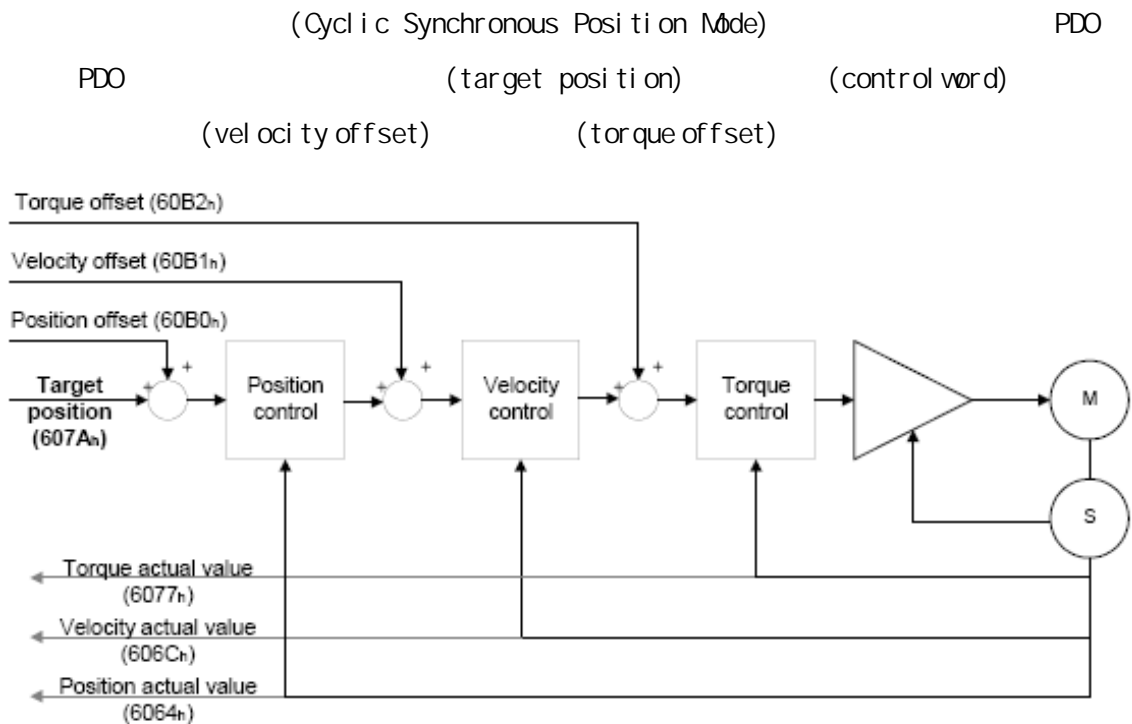 (Cyclic Synchronous Position Mode) PDO
PDO (target position) (controlword)
(velocity offset) (torque offset)
Torque offset (60B2h)
Velocity offset (60B1h)
Position offset (60B0h)
Target
position
(607Ah)
+
+
Position
control
+
+
Velocity
control
+
+
Torque
control
M
S
Torque actual value
(6077h)
Velocity actual value
(606Ch)
Position actual value
(6064h)